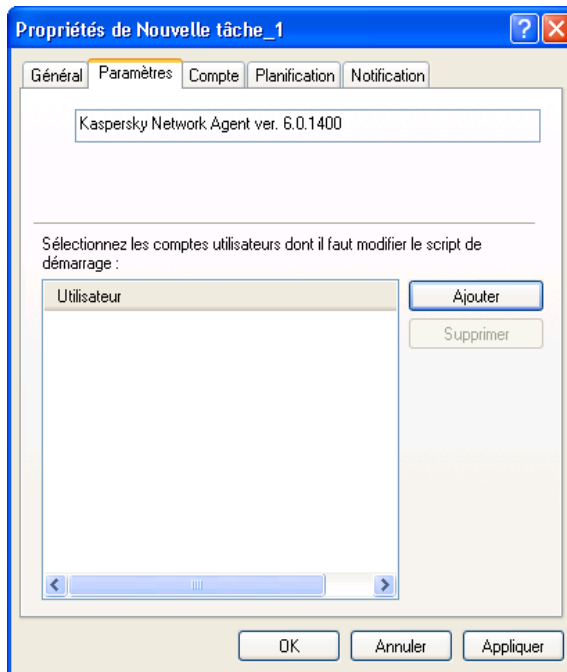 Propriétés de Nouvelle tâche_1
Général Paramètres Compte Planification Notification
Kaspersky Network Agent ver. 6.0.1400
Sélectionnez les comptes utilisateurs dont il faut modifier le script de
démarrage :
Utilisateur
Ajouter
Supprimer
OK Annuler Appliquer